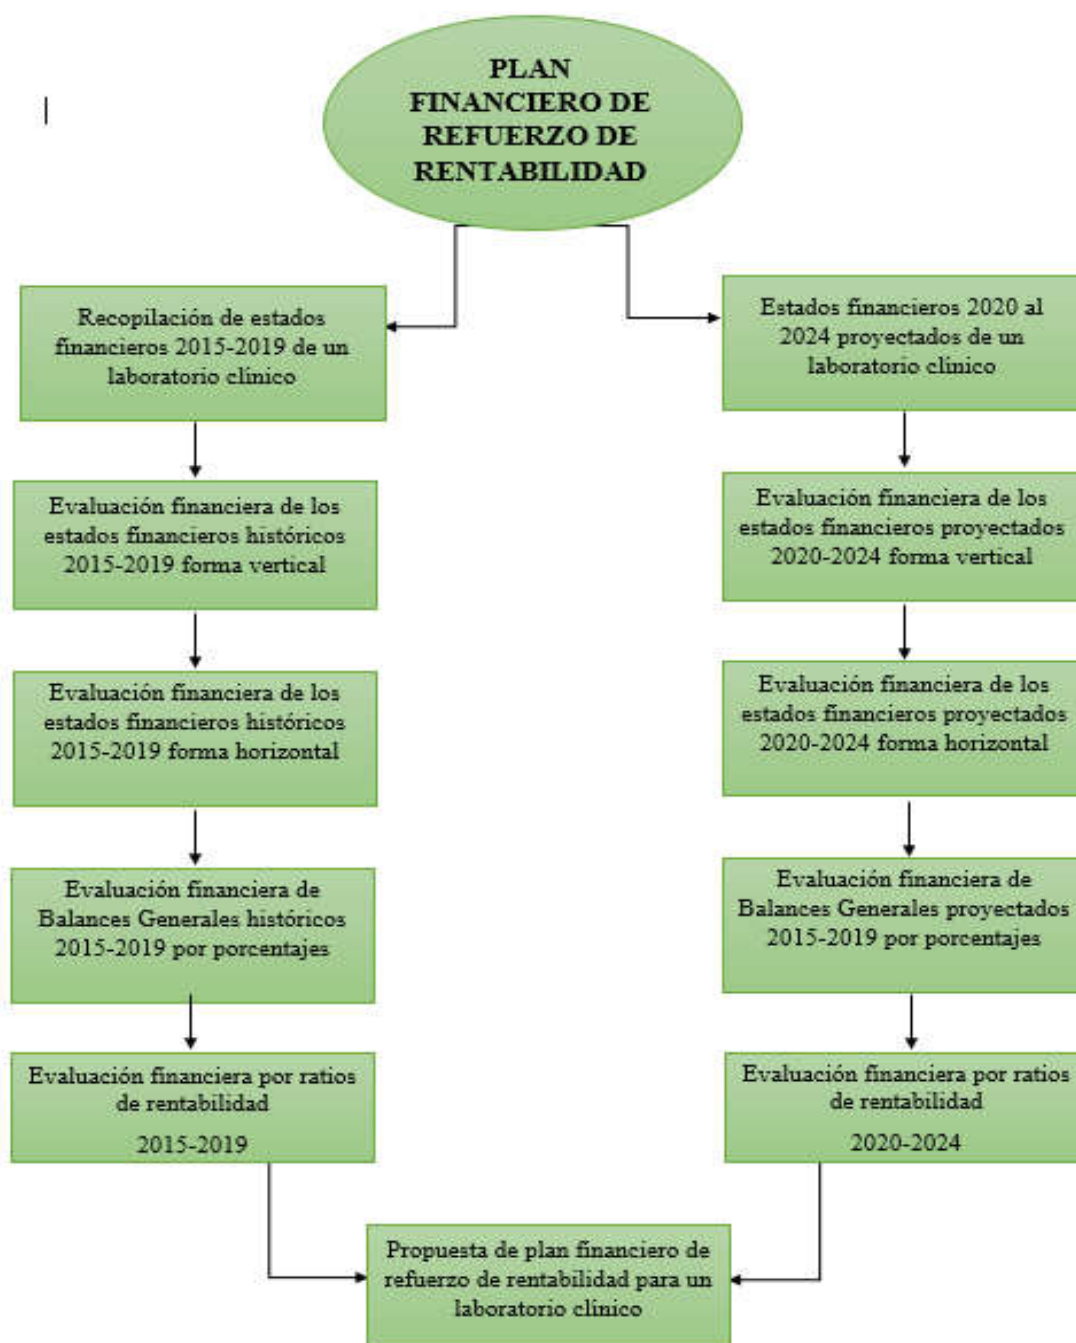 PLAN
FINANCIERO DE
REFUERZO DE
RENTABILIDAD
Recopilación de estados
financieros 2015-2019 de un
laboratorio clínico
Evaluación financiera de los
estados financieros históricos
2015-2019 forma vertical
Evaluación financiera de los
estados financieros históricos
2015-2019 forma horizontal
Evaluación financiera de
Balances Generales históricos
2015-2019 por porcentajes
Evaluación financiera por ratios
de rentabilidad
2015-2019
Estados financieros 2020 al
2024 proyectados de un
laboratorio clínico
Evaluación financiera de los
estados financieros proyectados
2020-2024 forma vertical
Evaluación financiera de los
estados financieros proyectados
2020-2024 forma horizontal
Evaluación financiera de
Balances Generales proyectados
2015-2019 por porcentajes
Evaluación financiera por ratios
de rentabilidad
2020-2024
Propuesta de plan financiero de
refuerzo de rentabilidad para un
laboratorio clínico